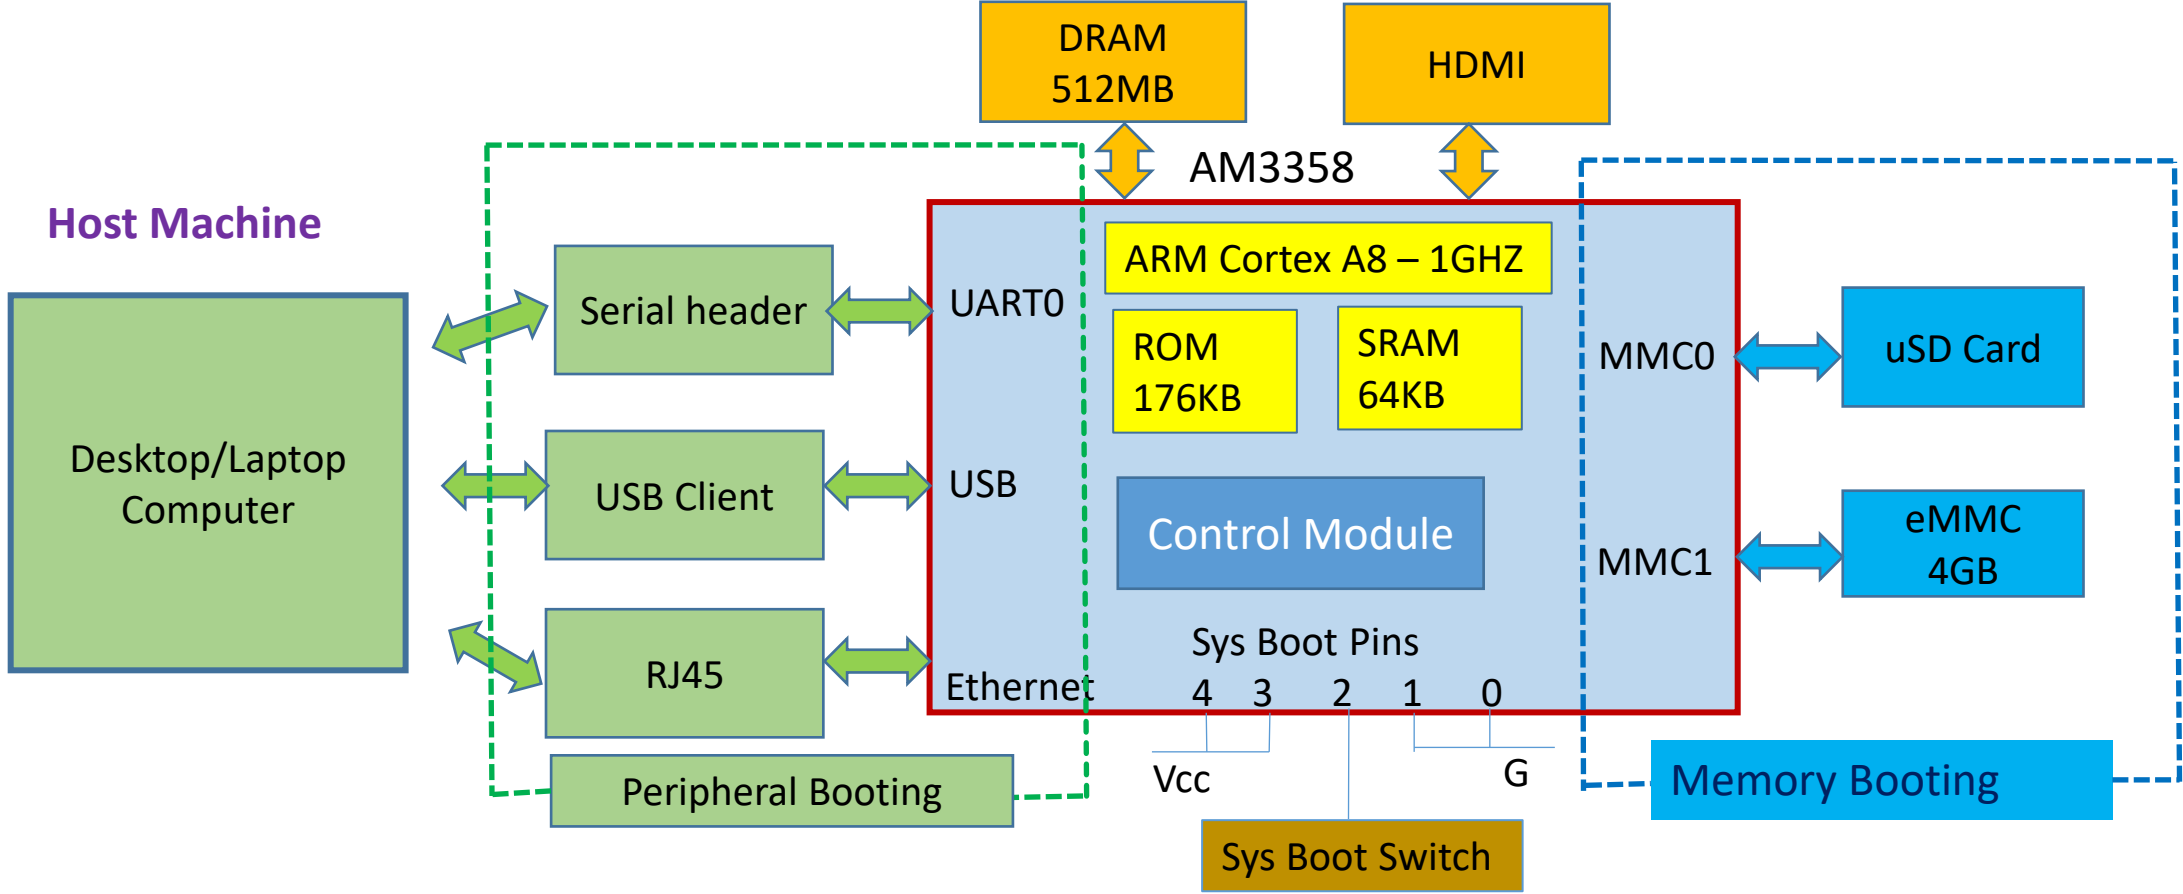 DRAM
512MB
HDMI
AM3358
Host Machine
Desktop/Laptop
Computer
Serial header
USB Client
RJ45
Peripheral Booting
UART0
USB
Ethernet
ARM Cortex A8 – 1GHZ
ROM
176KB
SRAM
64KB
Control Module
Sys Boot Pins
4 3 2 1 0
Vcc
G
Sys Boot Switch
MMC0
MMC1
uSD Card
eMMC
4GB
Memory Booting